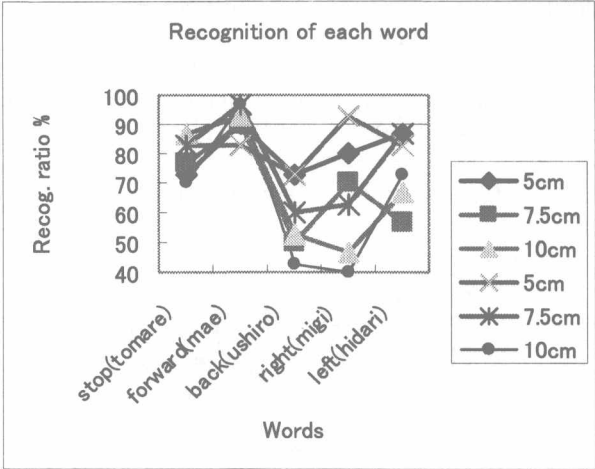 Recognition of each word
Recog. ratio %
100
90
80
70
60
50
40
stop(tomare)
forward(mae)
back(ushiro)
right(migi)
left(hidari)
Words
5cm
7.5cm
10cm
5cm
7.5cm
10cm